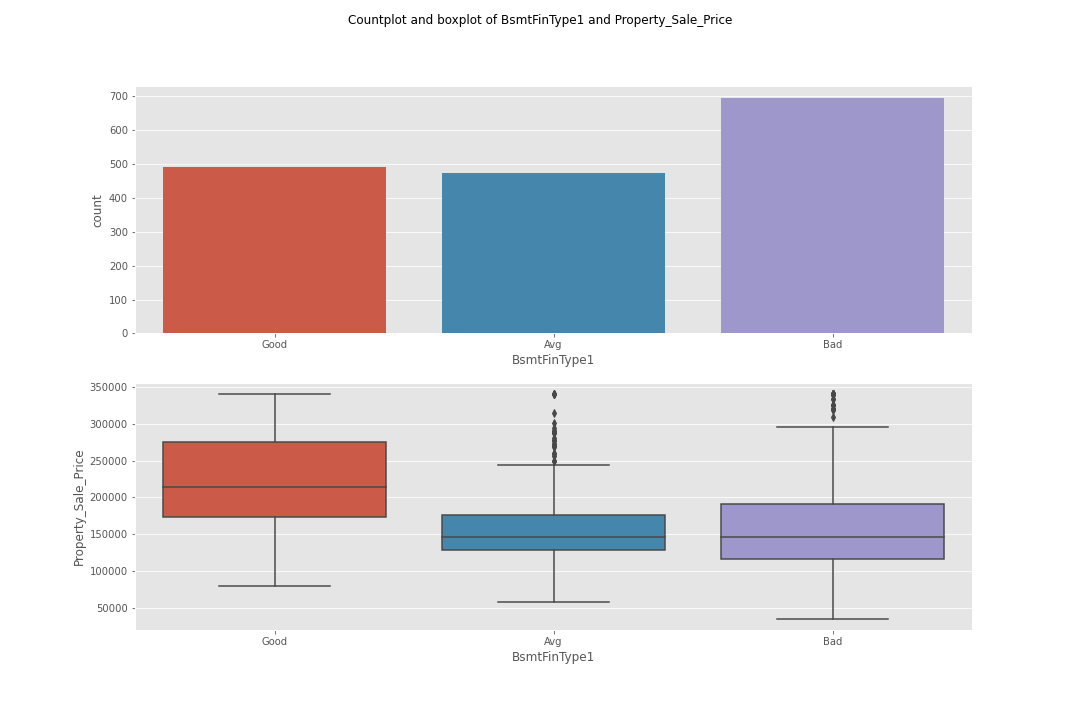 Countplot and boxplot of BsmtFinType1 and Property_Sale_Price
700
600
500
400
300
200
100
0
count
Good Avg Bad
BsmtFinType1
350000
300000
250000
200000
150000
100000
50000
Property_Sale_Price
Good Avg Bad
BsmtFinType1